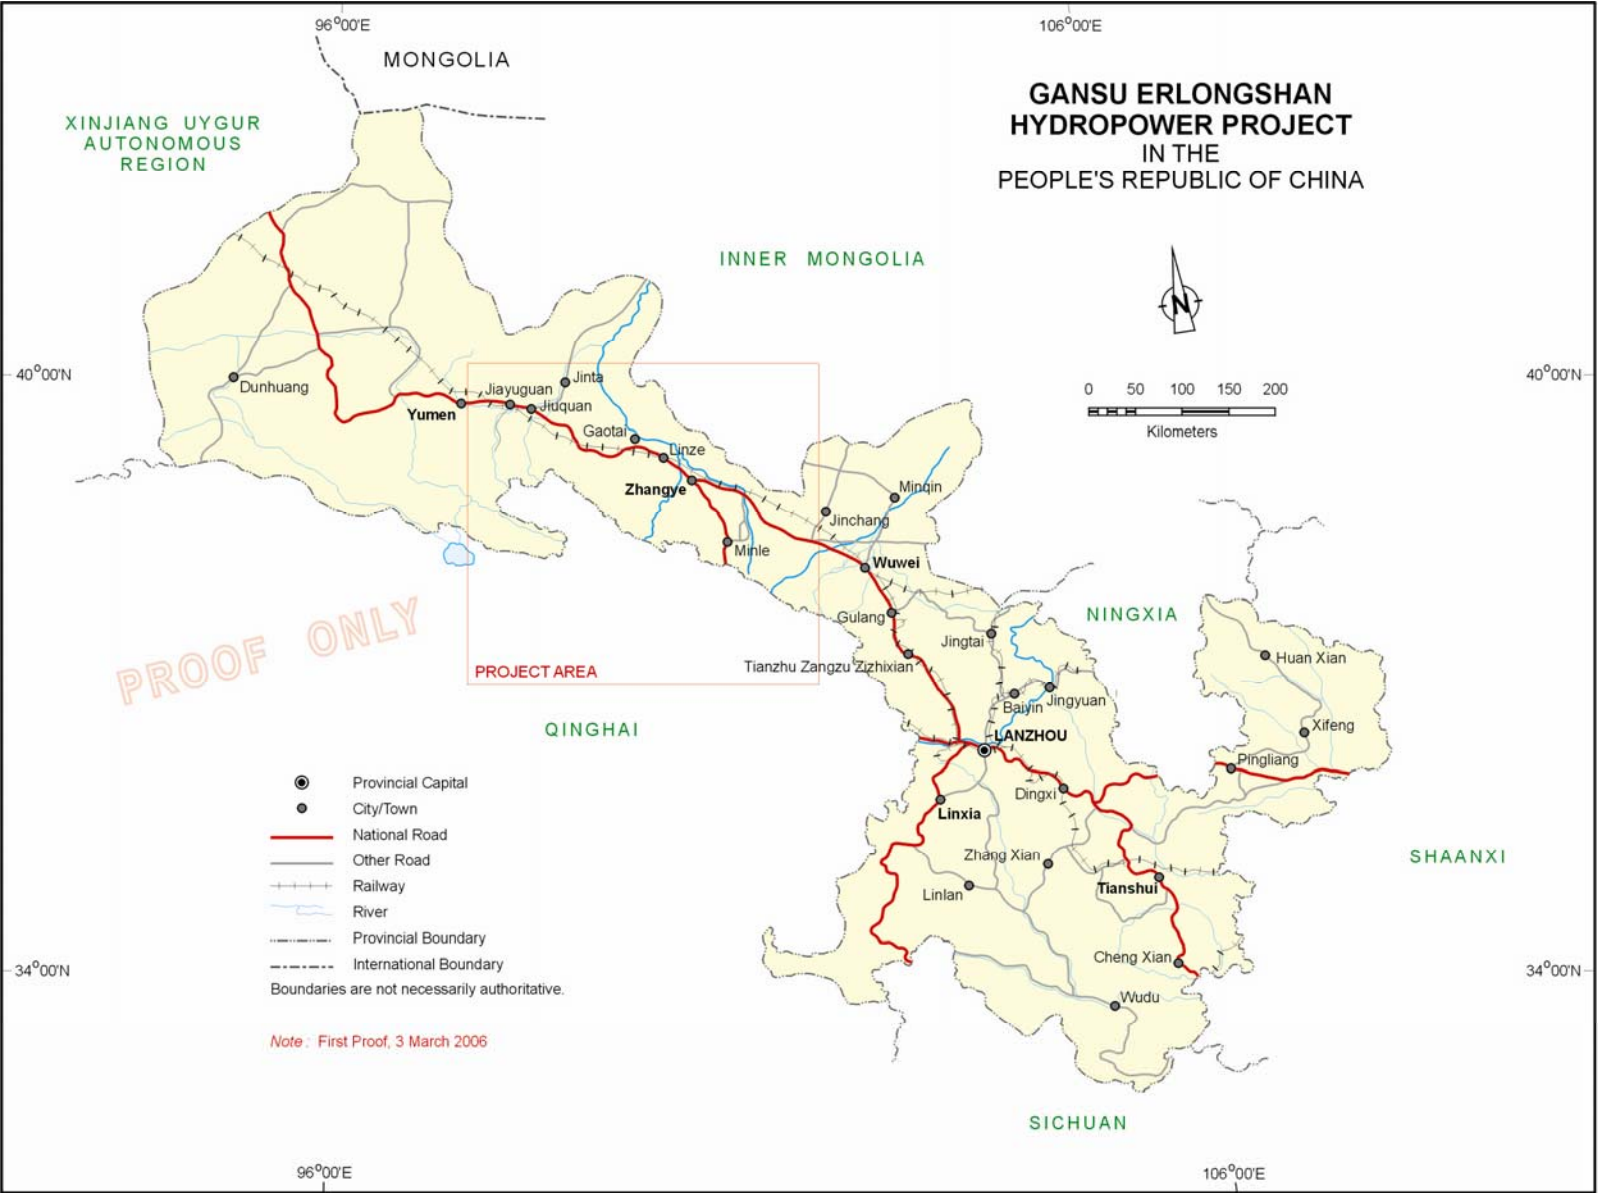 96°00'E
106°00'E
MONGOLIA
GANSU ERLONGSHAN
HYDROPOWER PROJECT
IN THE
PEOPLE'S REPUBLIC OF CHINA
XINJIANG UYGUR
AUTONOMOUS
REGION
INNER MONGOLIA
N
40°00'N
40°00'N
0 50 100 150 200
Kilometers
Dunhuang
Jinta
Jiayuguan
Jiuquan
Yumen
Gaotai
Linze
Zhangye
Minqin
Jinchang
Minle
Wuwei
PROOF ONLY
Gulang
NINGXIA
Jingtai
Huan Xian
Tianzhu Zangzu Zizhixian
PROJECT AREA
Baiyin
Jingyuan
QINGHAI
Xifeng
LANZHOU
Pingliang
Dingxi
Linxia
Zhang Xian
SHAANXI
Linlan
Tianshui
Cheng Xian
Wudu
Provincial Capital
City/Town
National Road
Other Road
Railway
River
Provincial Boundary
International Boundary
Boundaries are not necessarily authoritative.
34°00'N
34°00'N
Note : First Proof, 3 March 2006
SICHUAN
96°00'E
106°00'E